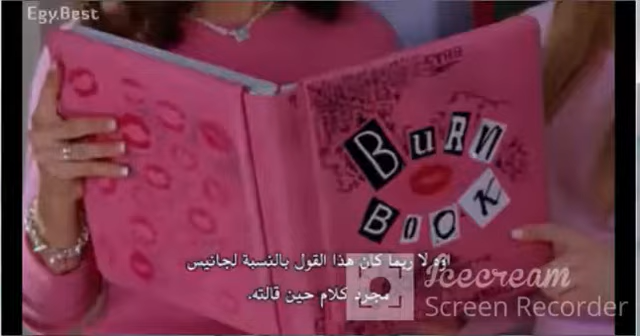 Egy.Best
BURN
BOOK
اوه لا ربما كان هذا القول بالنسبة لجانيس
مجرد كلام حين قالته.
Icecream
Screen Recorder